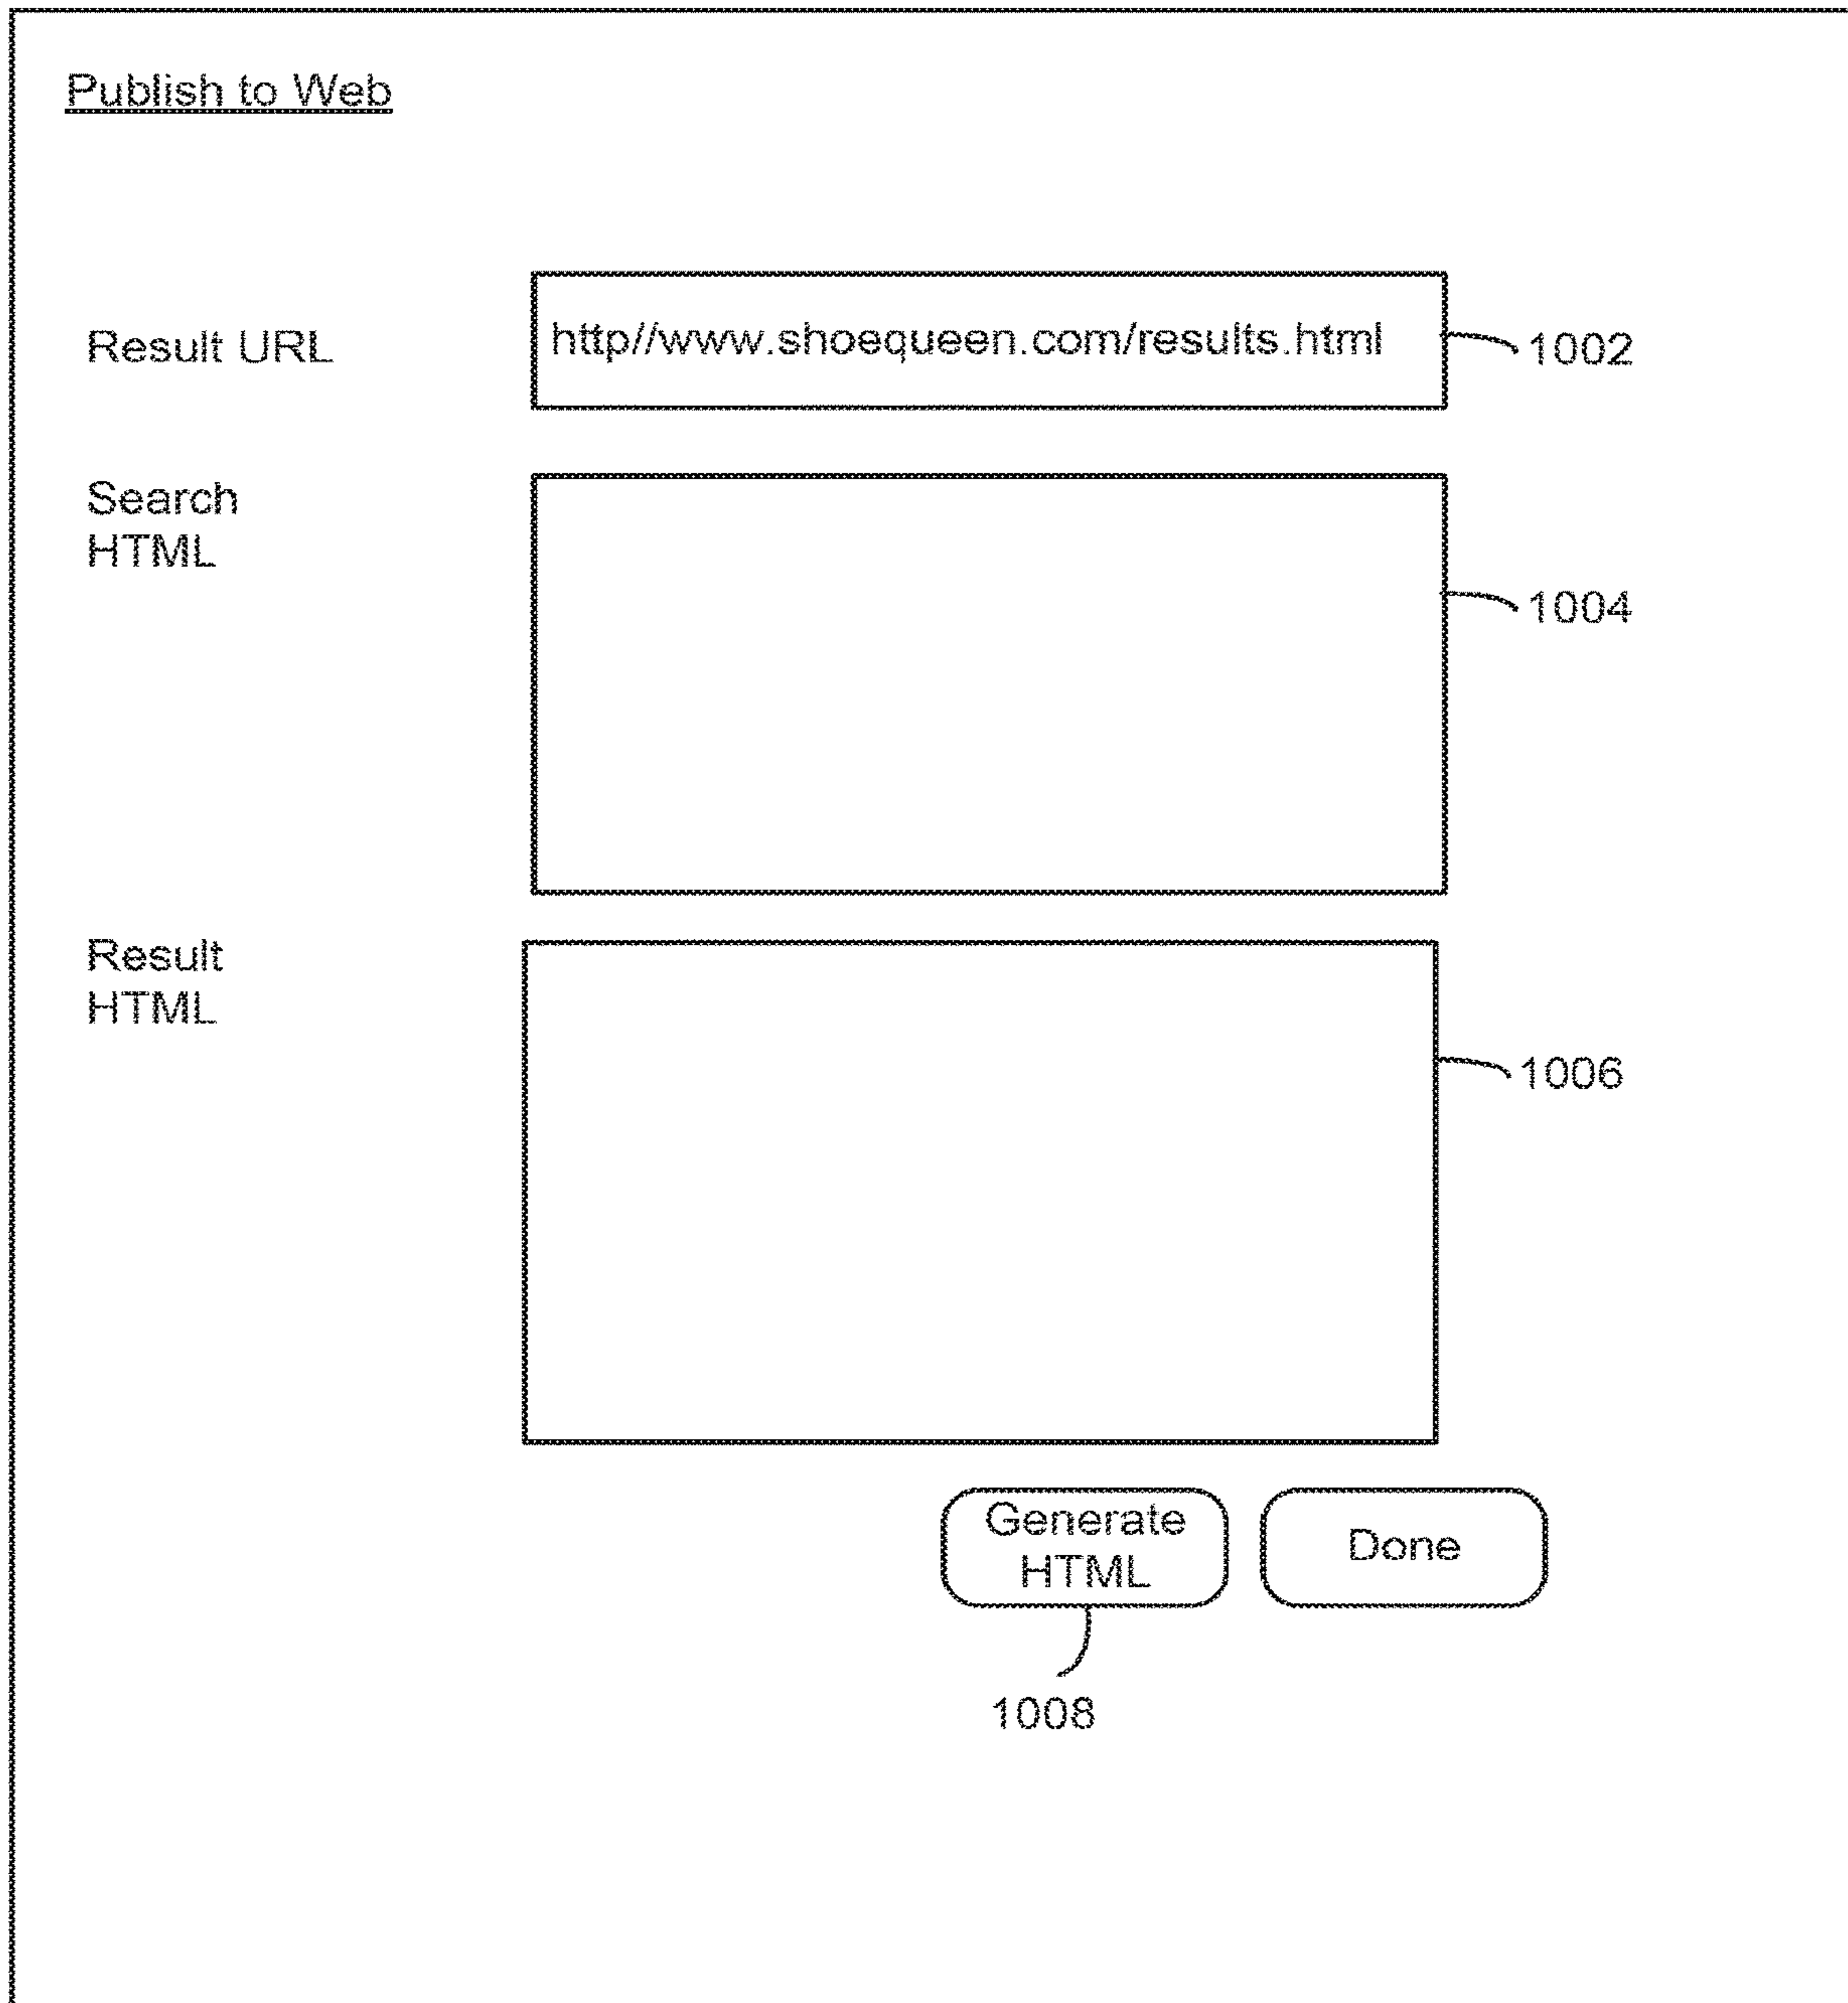 Publish to Web
Result URL
http//www.shoequeen.com/results.html
1002
Search
HTML
1004
Result
HTML
1006
Generate
HTML
Done
1008